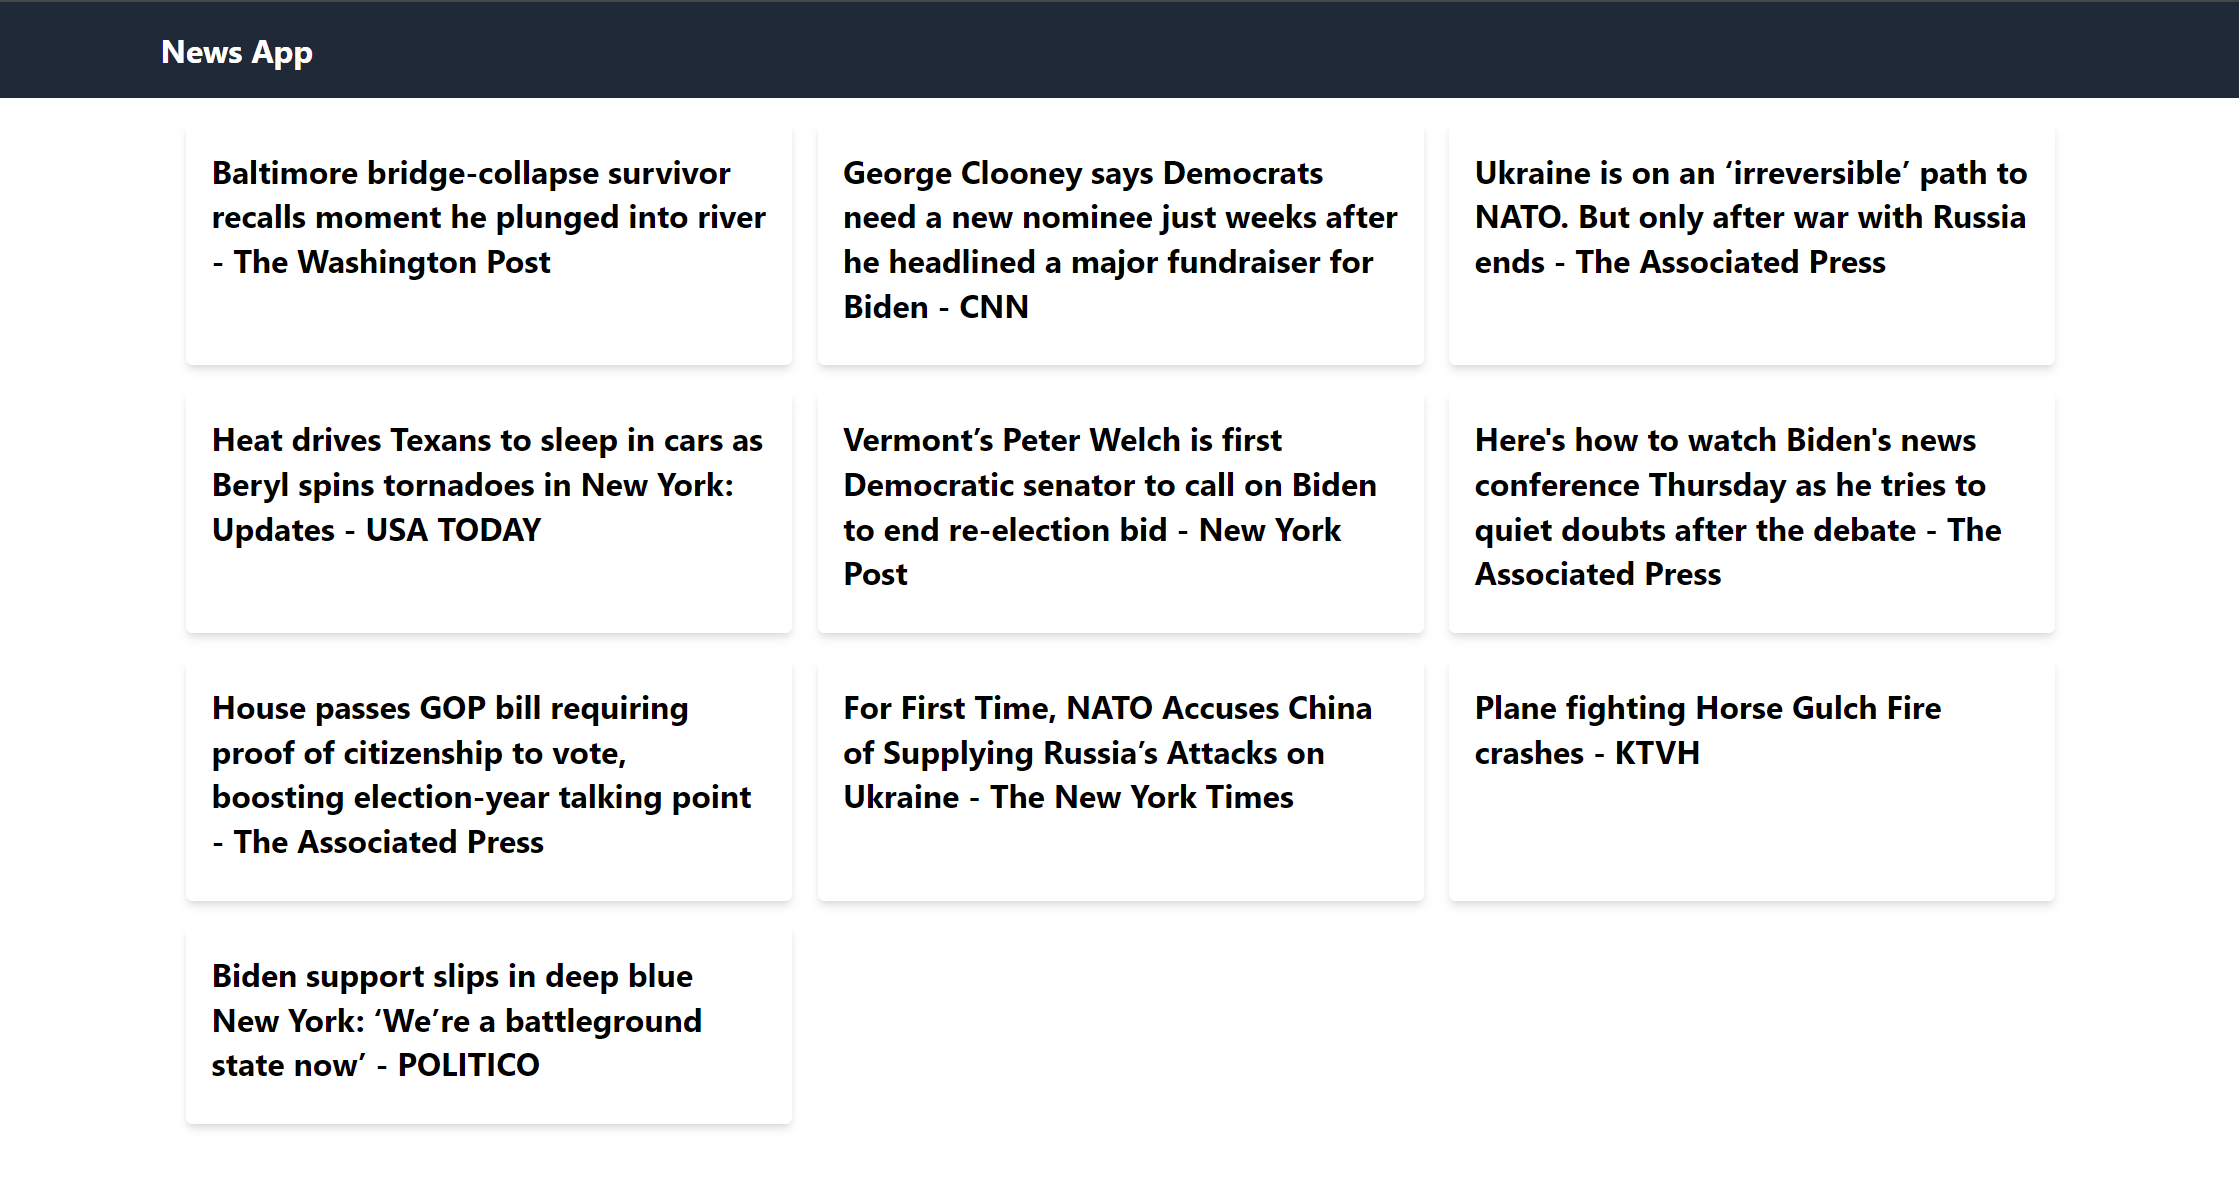 News App
Baltimore bridge-collapse survivor
recalls moment he plunged into river
- The Washington Post
George Clooney says Democrats
need a new nominee just weeks after
he headlined a major fundraiser for
Biden - CNN
Ukraine is on an ‘irreversible’ path to
NATO. But only after war with Russia
ends - The Associated Press
Heat drives Texans to sleep in cars as
Beryl spins tornadoes in New York:
Updates - USA TODAY
Vermont’s Peter Welch is first
Democratic senator to call on Biden
to end re-election bid - New York
Post
Here's how to watch Biden's news
conference Thursday as he tries to
quiet doubts after the debate - The
Associated Press
House passes GOP bill requiring
proof of citizenship to vote,
boosting election-year talking point
- The Associated Press
For First Time, NATO Accuses China
of Supplying Russia’s Attacks on
Ukraine - The New York Times
Plane fighting Horse Gulch Fire
crashes - KTVH
Biden support slips in deep blue
New York: ‘We’re a battleground
state now’ - POLITICO